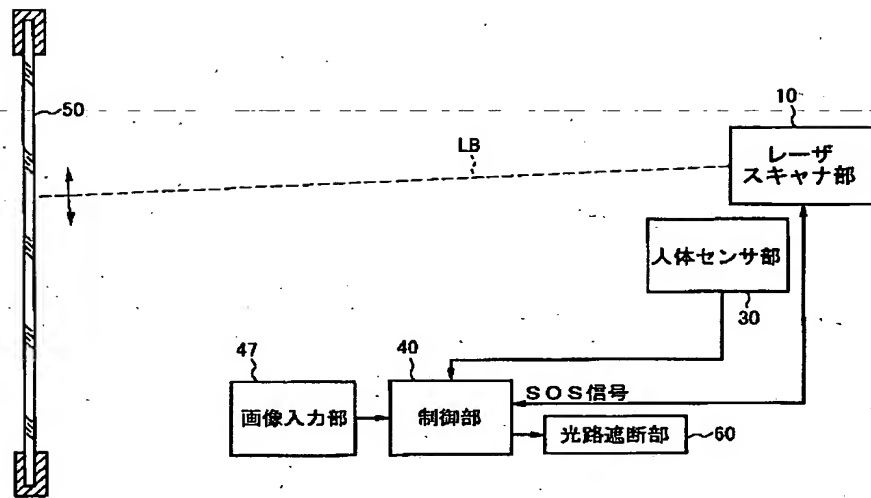 50
LB
10
レーザ
スキャナ部
人体センサ部
30
47
40
画像入力部
制御部
SOS信号
光路遮断部
60